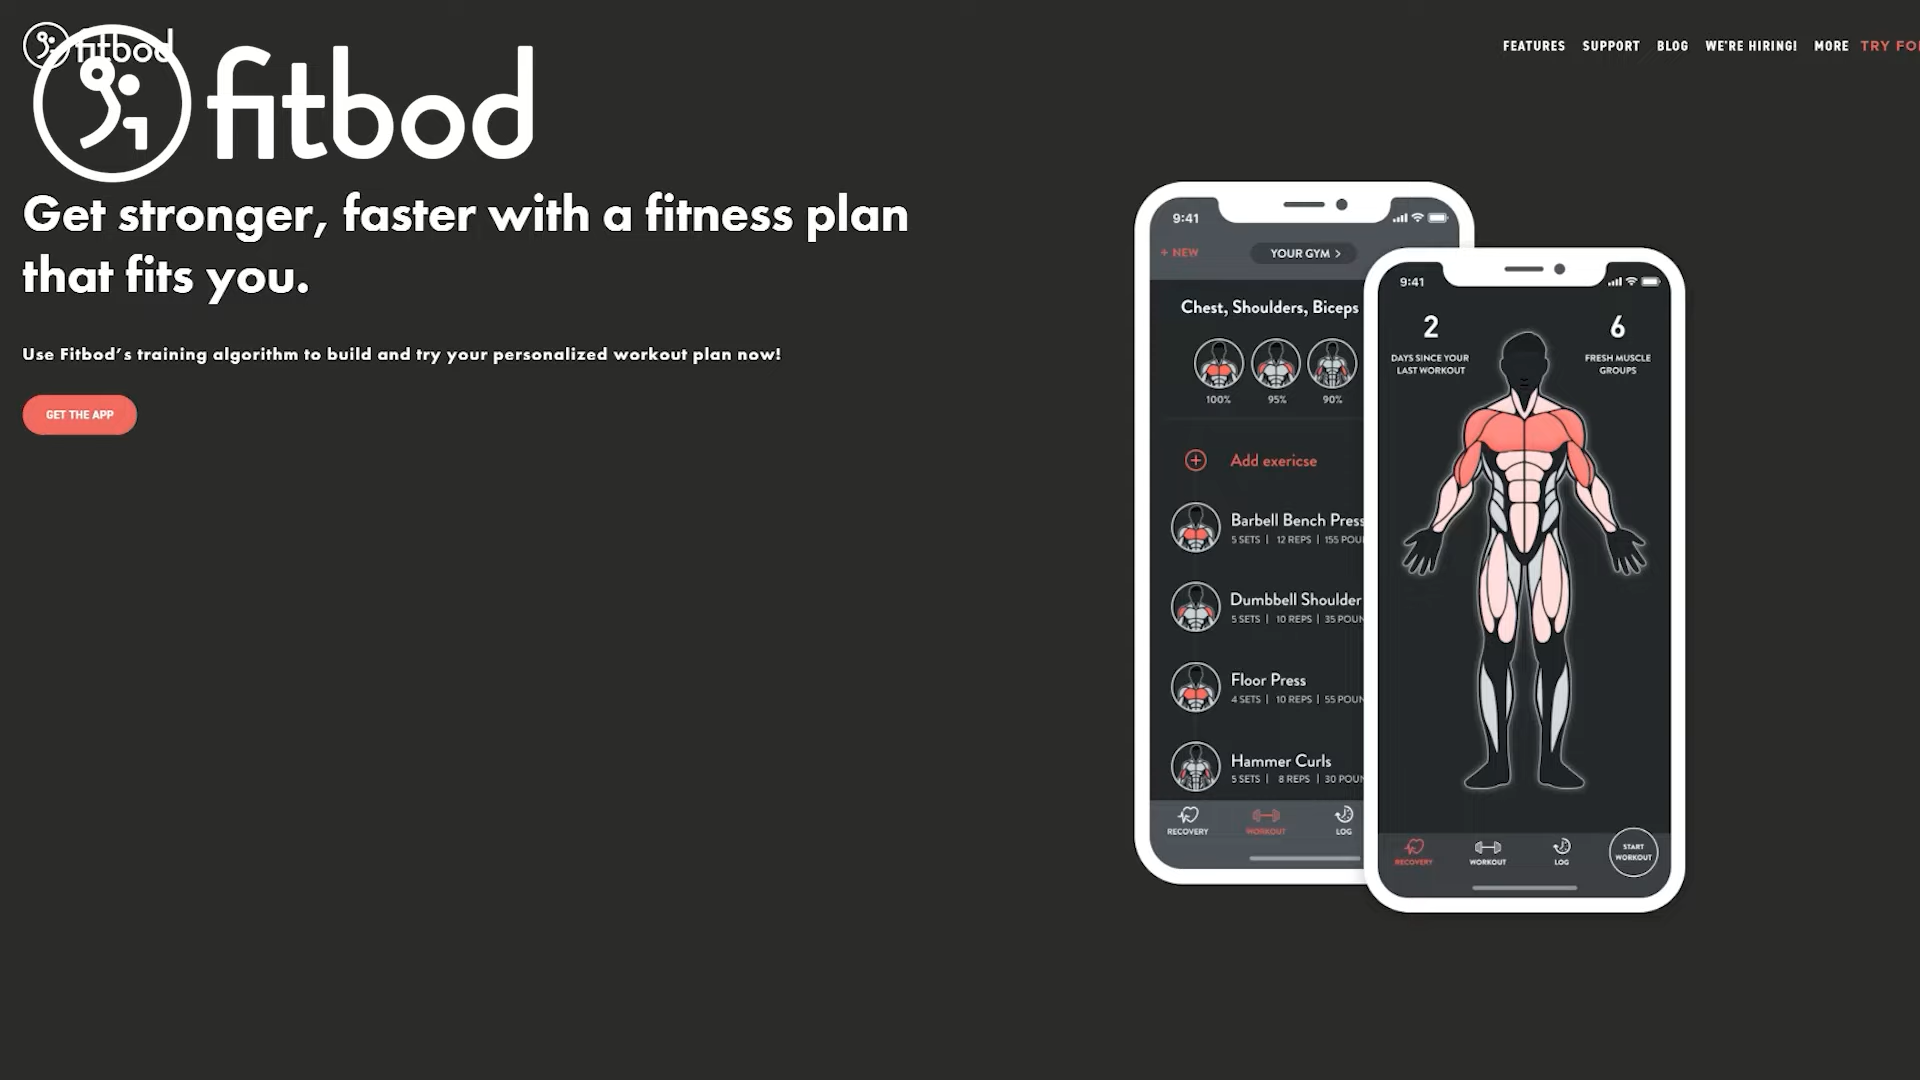 fitbod
fitbod
FEATURES SUPPORT BLOG WE'RE HIRING! MORE TRY
Get stronger, faster with a fitness plan
that fits you.
Use Fitbod's training algorithm to build and try your personalized workout plan now!
GET THE APP
9:41
+ NEW
YOUR GYM >
Chest, Shoulders, Biceps
100% 95% 90%
Add exericse
Barbell Bench Press
5 SETS | 12 REPS | 155
Dumbbell Shoulder
5 SETS | 10 REPS | 35
Floor Press
4 SETS | 10 REPS | 55
Hammer Curls
5 SETS | 8 REPS | 30
RECOVERY WORKOUT LOG
9:41
2
DAYS SINCE YOUR
LAST WORKOUT
6
FRESH MUSCLE
GROUPS
RECOVERY WORKOUT LOG
START
WORKOUT